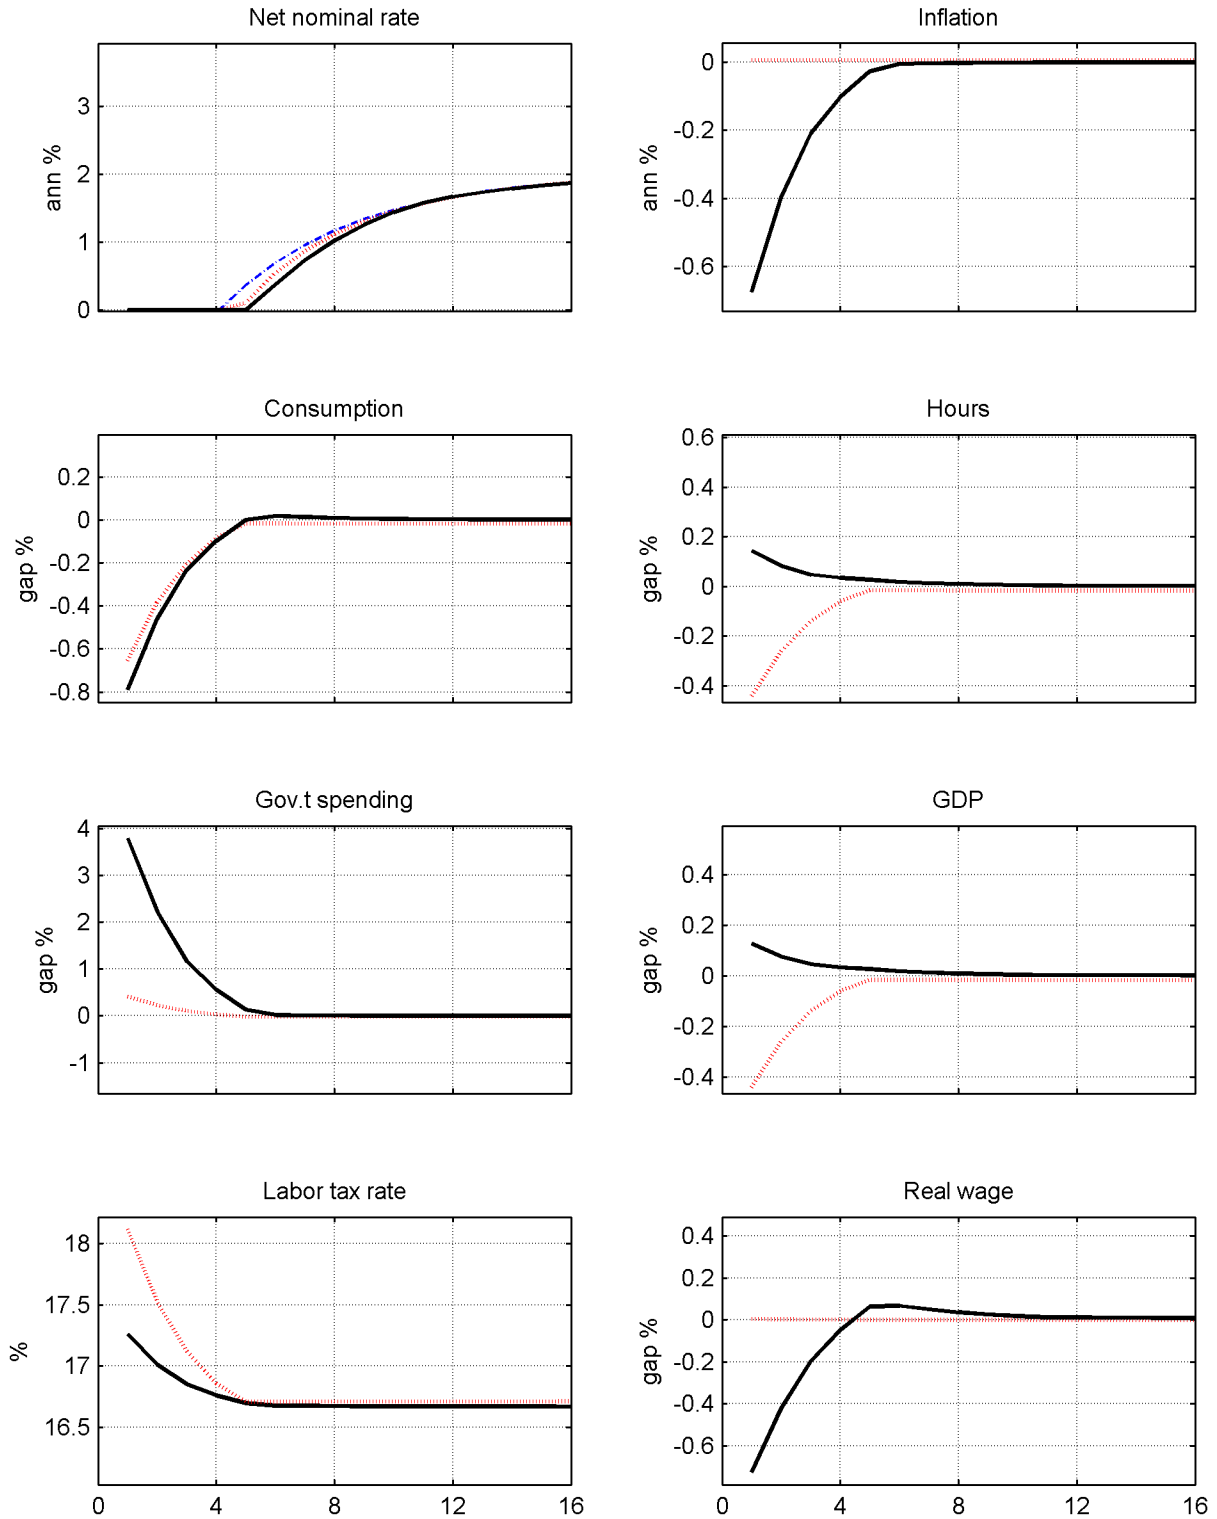 Net nominal rate
Inflation
3
2
1
0
ann %
0
-0.2
-0.4
-0.6
ann %
Consumption
Hours
0.2
0
-0.2
-0.4
-0.6
-0.8
gap %
0.6
0.4
0.2
0
-0.2
-0.4
gap %
Gov.t spending
GDP
4
3
2
1
0
-1
gap %
0.4
0.2
0
-0.2
-0.4
gap %
Labor tax rate
Real wage
18
17.5
17
16.5
%
0.4
0.2
0
-0.2
-0.4
-0.6
gap %
0 4 8 12 16
0 4 8 12 16